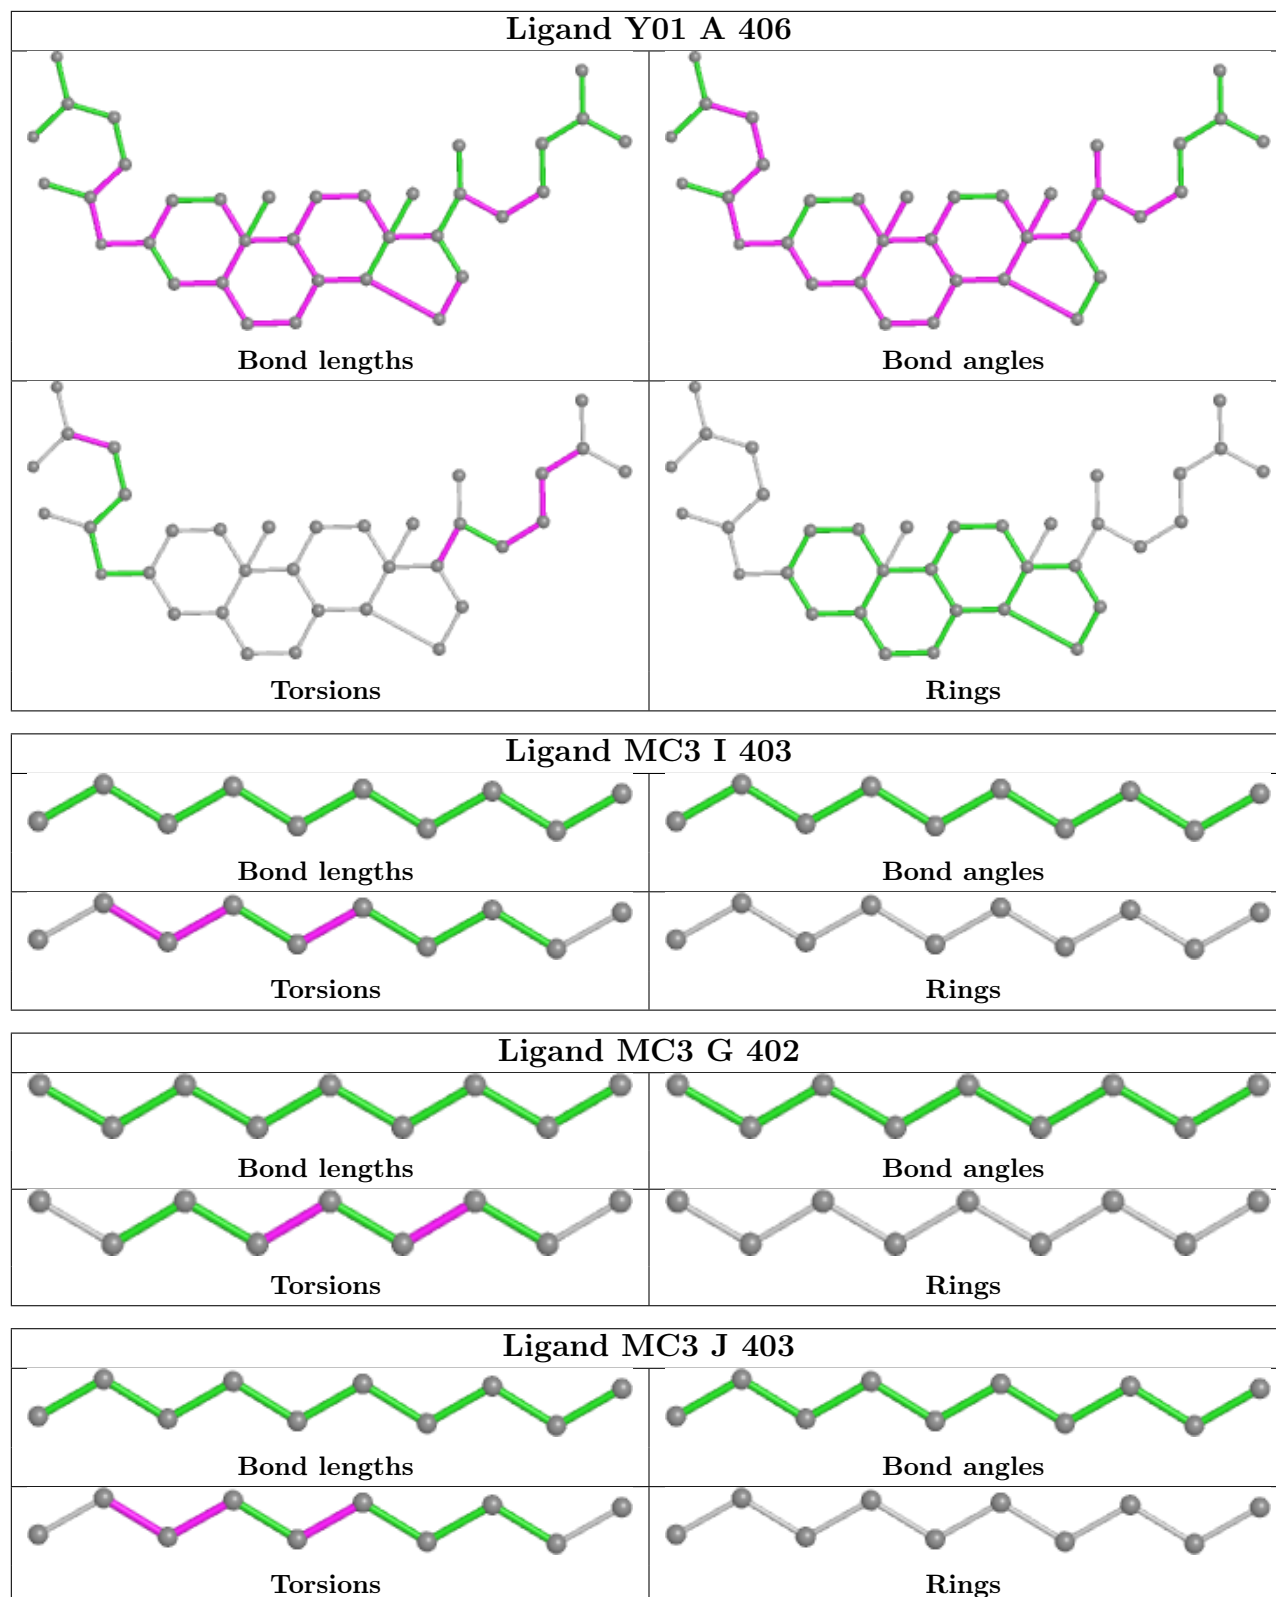 Ligand Y01 A 406
Bond lengths
Bond angles
Torsions
Rings
Ligand MC3 I 403
Bond lengths
Bond angles
Torsions
Rings
Ligand MC3 G 402
Bond lengths
Bond angles
Torsions
Rings
Ligand MC3 J 403
Bond lengths
Bond angles
Torsions
Rings